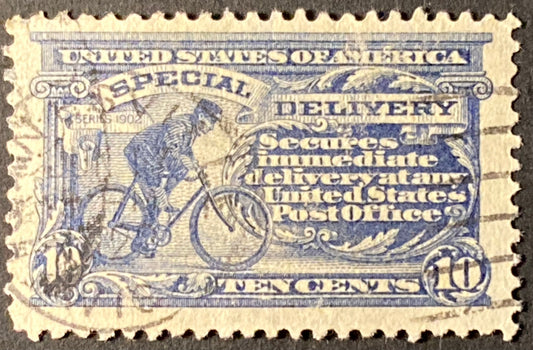 UNITED STATES OF AMERICA
SPECIAL
DELIVERY
SERIES 1902
Secures
immediate
delivery at any
United States
Post Office
10
TEN CENTS
10